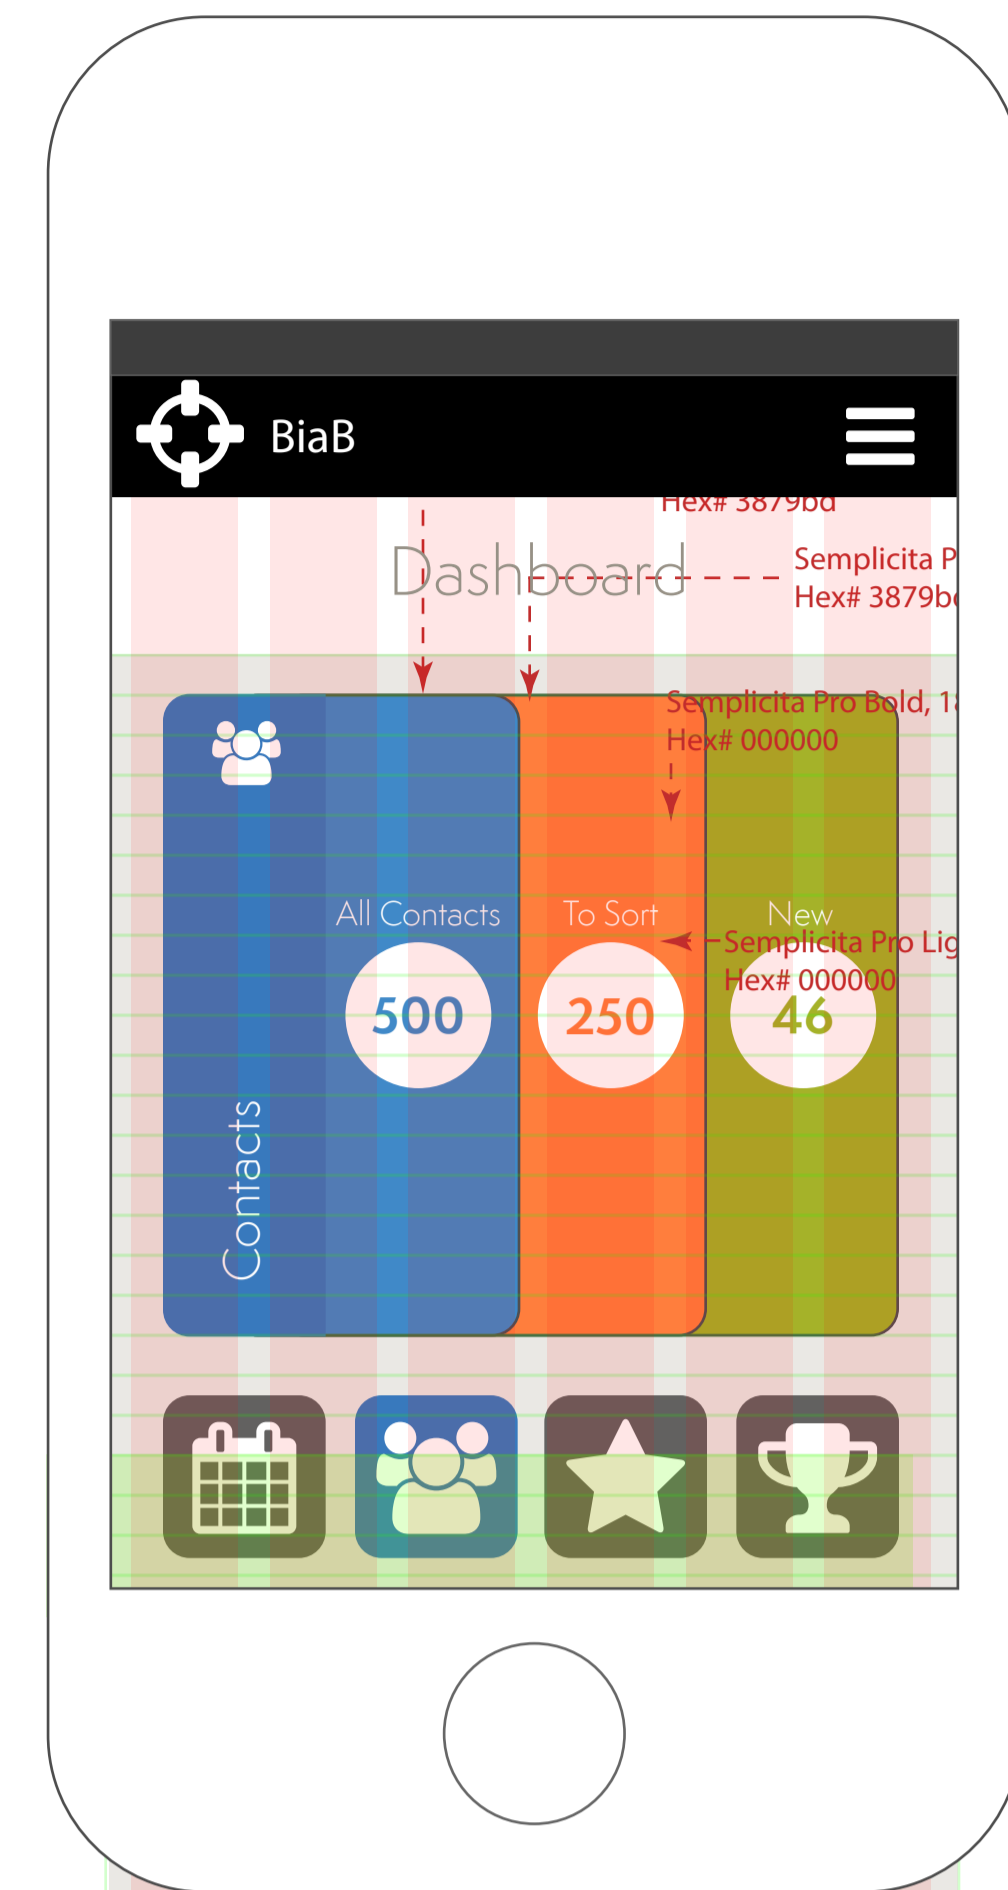 BiaB
Hex# 3879bd
Dashboard
Semplicita P
Hex# 3879b
Semplicita Pro Bold, 18
Hex# 000000
All Contacts
To Sort
New
Semplicita Pro Lig
Hex# 000000
500
250
46
Contacts